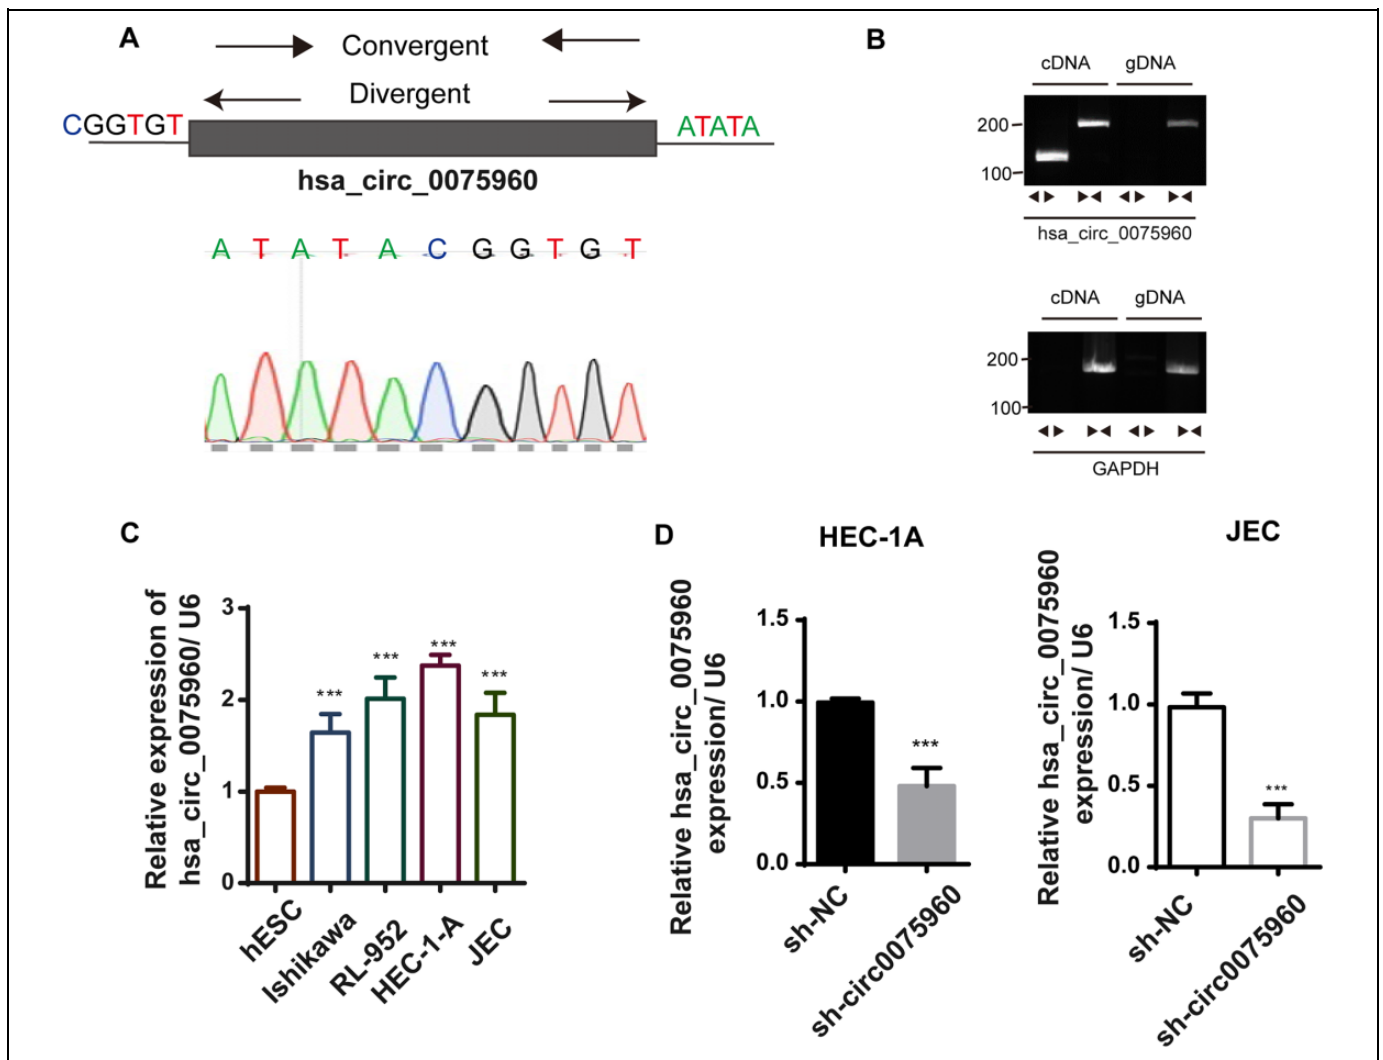 A
Convergent
Divergent
CGGTGT
ATATA
hsa_circ_0075960
A T A T A C G G T G T
B
cDNA gDNA
200
100
hsa_circ_0075960
cDNA gDNA
200
100
GAPDH
C
Relative expression of
hsa_circ_0075960/ U6
3
2
1
0
***
***
***
***
hESC
Ishikawa
RL-952
HEC-1-A
JEC
D
HEC-1A
Relative hsa_circ_0075960
expression/ U6
1.5
1.0
0.5
0.0
***
sh-NC
sh-circ0075960
JEC
Relative hsa_circ_0075960
expression/ U6
1.5
1.0
0.5
0.0
***
sh-NC
sh-circ0075960